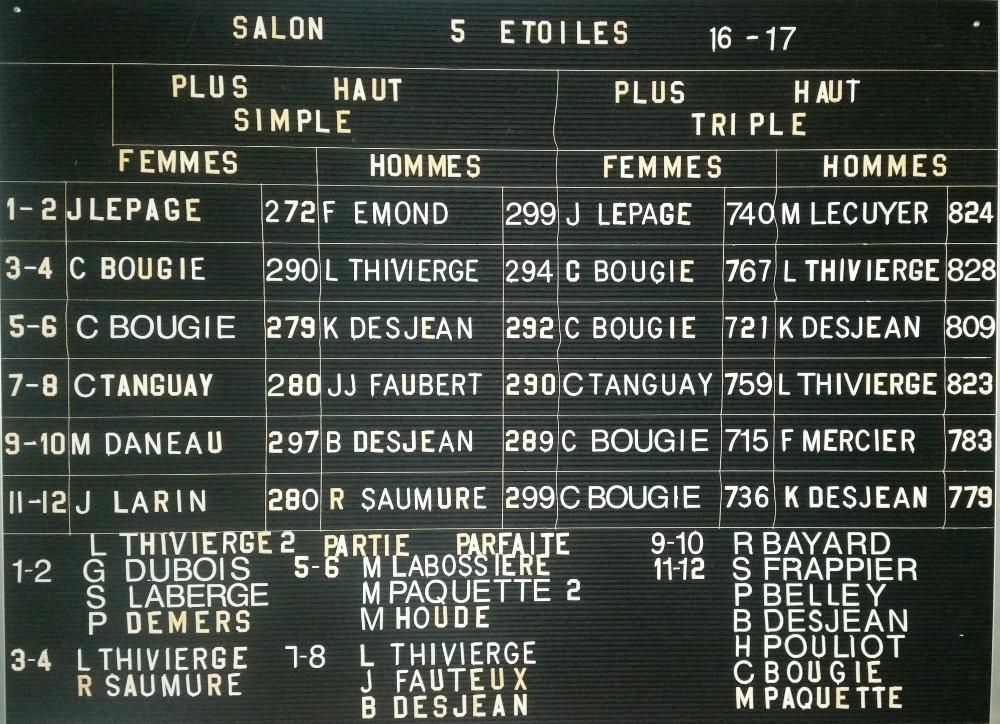 SALON 5 ETOILES 16-17
PLUS HAUT PLUS HAUT
SIMPLE TRIPLE
FEMMES HOMMES FEMMES HOMMES
1-2 J LEPAGE 272 F EMOND 299 J LEPAGE 740 M LECUYER 824
3-4 C BOUGIE 290 L THIVIERGE 294 C BOUGIE 767 L THIVIERGE 828
5-6 C BOUGIE 279 K DESJEAN 292 C BOUGIE 721 K DESJEAN 809
7-8 C TANGUAY 280 JJ FAUBERT 290 C TANGUAY 759 L THIVIERGE 823
9-10 M DANEAU 297 B DESJEAN 289 C BOUGIE 715 F MERCIER 783
11-12 J LARIN 280 R SAUMURE 299 C BOUGIE 736 K DESJEAN 779
PARTIE PARFAITE
L THIVIERGE 2
1-2 G DUBOIS
S LABERGE
P DEMERS
3-4 L THIVIERGE
R SAUMURE
5-6 M LABOSSIERE
M PAQUETTE 2
M HOUDE
7-8 L THIVIERGE
J FAUTEUX
B DESJEAN
9-10 R BAYARD
11-12 S FRAPPIER
P BELLEY
B DESJEAN
H POULIOT
C BOUGIE
M PAQUETTE